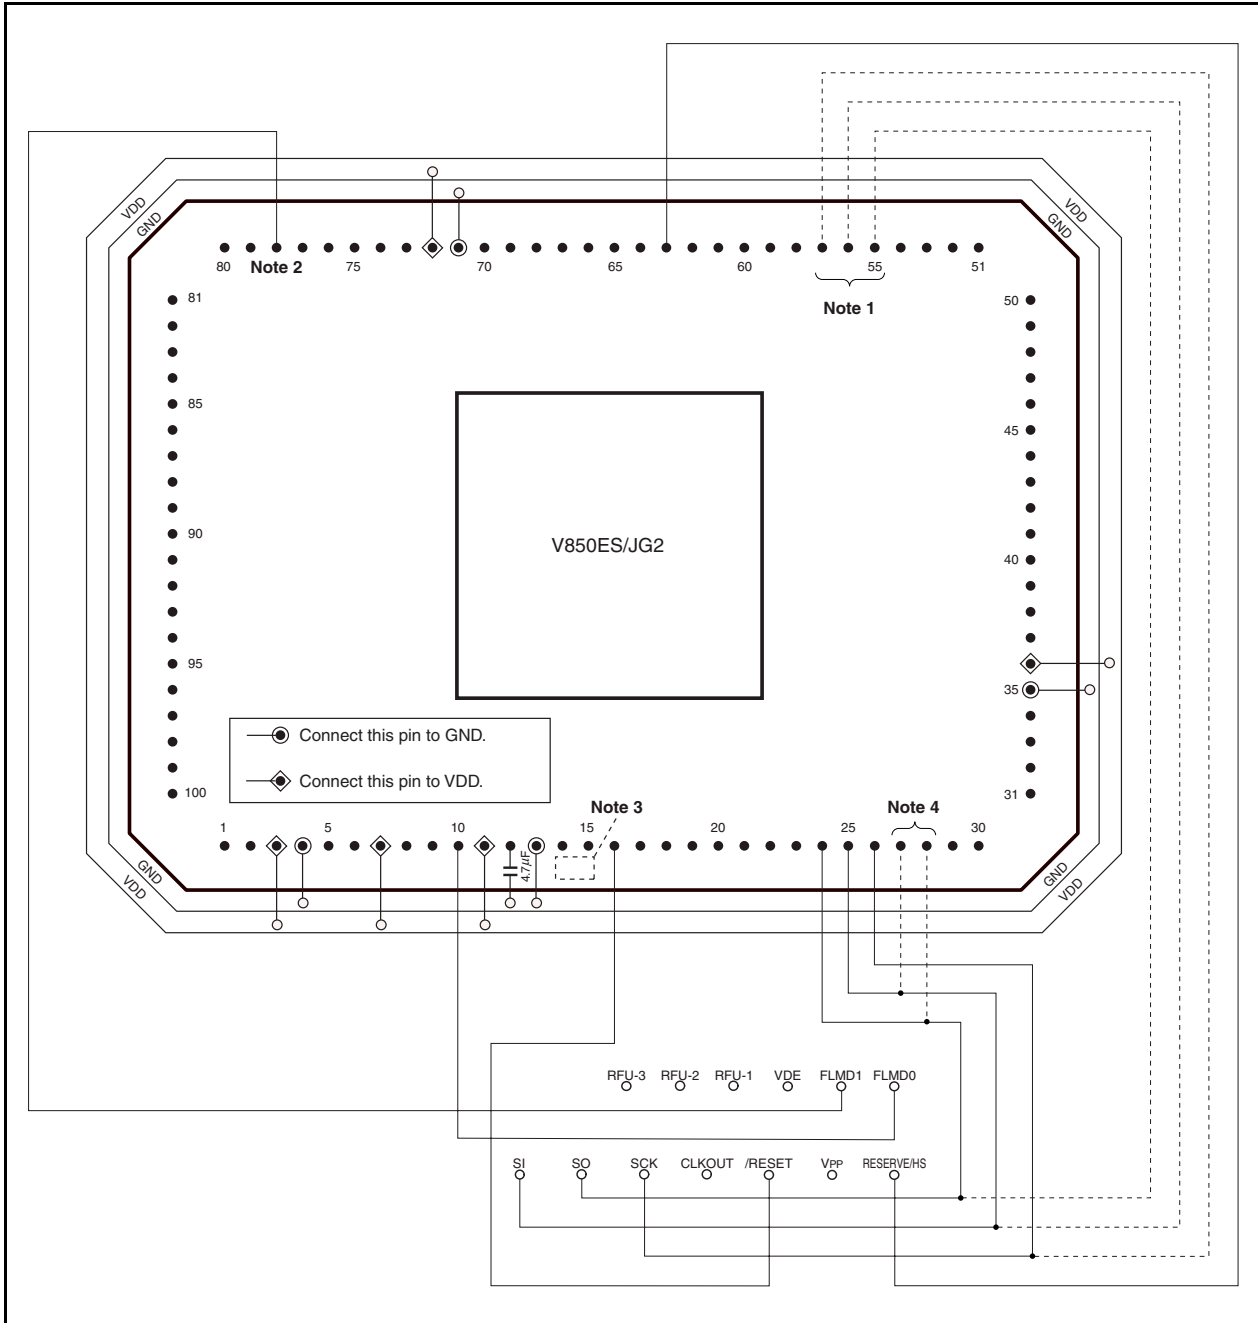 VDD
GND
VDD
GND
80
Note 2
75
70
65
60
55
51
Note 1
81
85
90
95
100
50
45
40
35
31
V850ES/JG2
Connect this pin to GND.
Connect this pin to VDD.
Note 3
Note 4
1
5
10
15
20
25
30
4.7μF
GND
VDD
GND
VDD
RFU-3 RFU-2 RFU-1 VDE FLMD1 FLMD0
SI SO SCK CLKOUT /RESET VPP RESERVE/HS